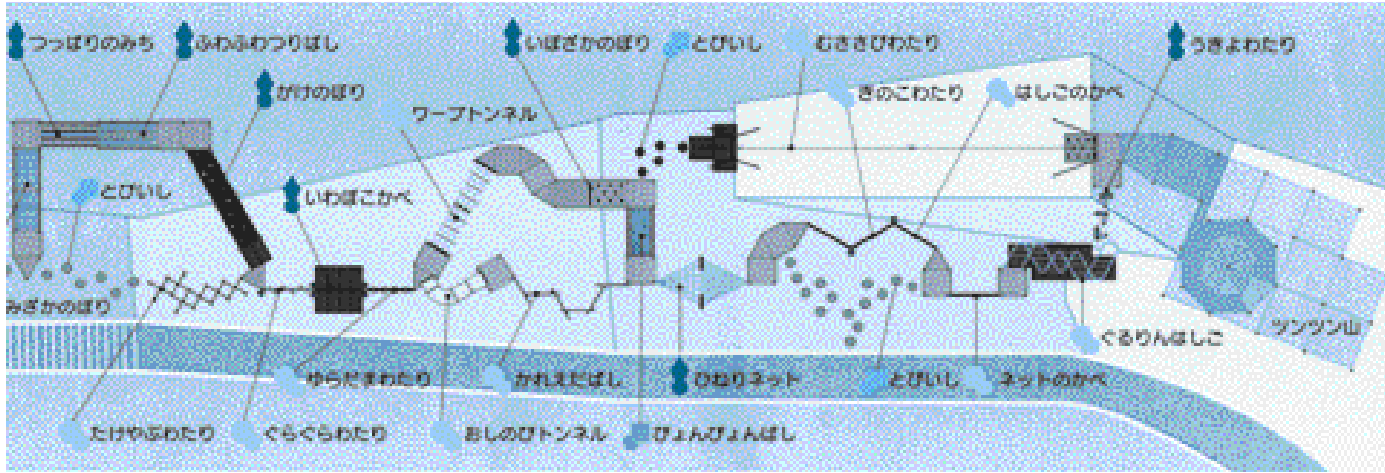 つっぱりのみち
ふわふわつりばし
いぼざかのぼり
とびいし
むささびわたり
うきよわたり
がけのぼり
ワープトンネル
きのこわたり
はしごのかべ
とびいし
いわぼこかべ
みざかのぼり
ツンツン山
ぐるりんはしご
ゆらだまわたり
かれえだばし
ひねりネット
とびいし
ネットのかべ
たけやぶわたり
ぐらぐらわたり
おしのびトンネル
ぴょんぴょんばし